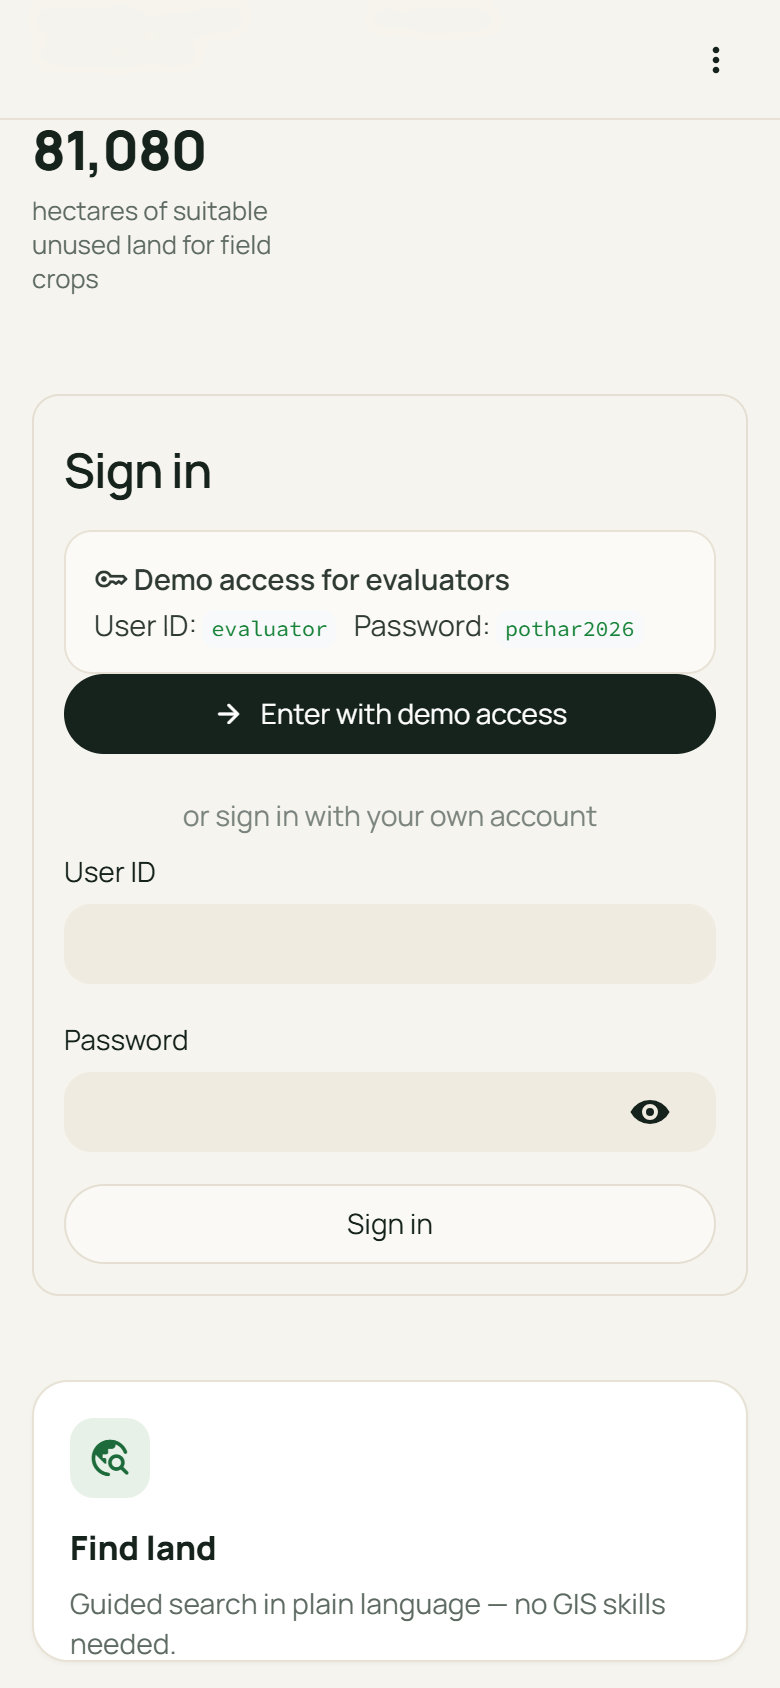 81,080
hectares of suitable
unused land for field
crops
Sign in
Demo access for evaluators
User ID: evaluator Password: pothar2026
Enter with demo access
or sign in with your own account
User ID
Password
Sign in
Find land
Guided search in plain language — no GIS skills
needed.